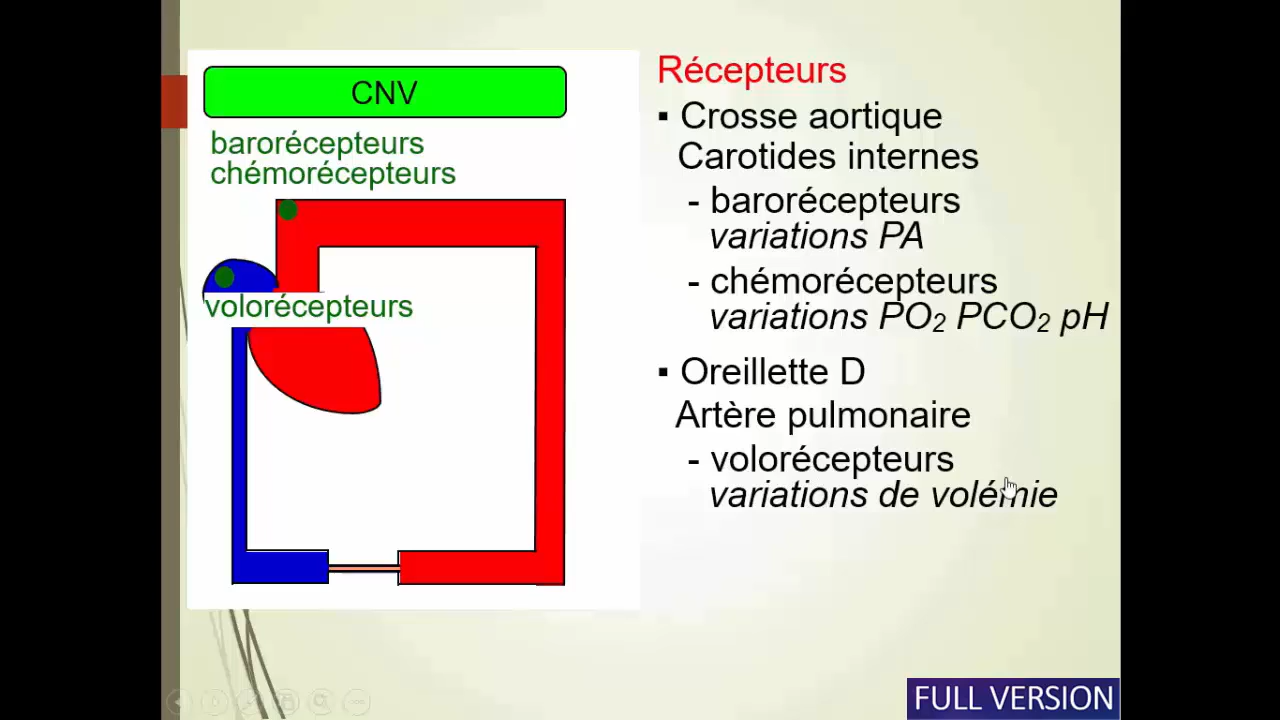 CNV
barorécepteurs
chémorécepteurs
volorécepteurs
Récepteurs
▪ Crosse aortique
Carotides internes
- barorécepteurs
variations PA
- chémorécepteurs
variations PO₂ PCO₂ pH
▪ Oreillette D
Artère pulmonaire
- volorécepteurs
variations de volémie
FULL VERSION